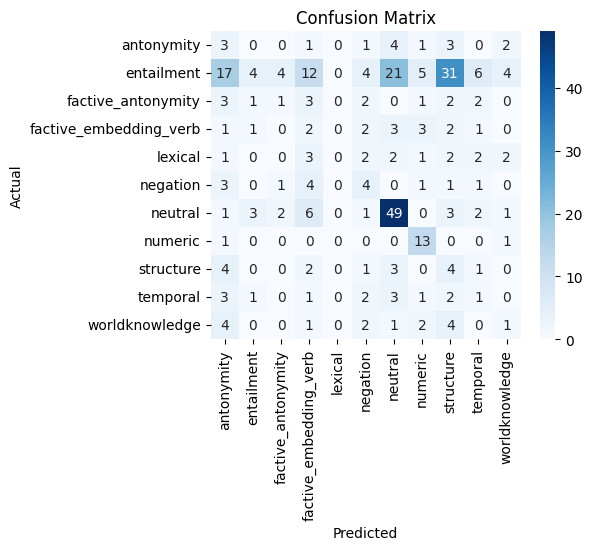 Confusion Matrix
Actual
antonymity 3 0 0 1 0 1 4 1 3 0 2
entailment 17 4 4 12 0 4 21 5 31 6 4
factive_antonymity 3 1 1 3 0 2 0 1 2 2 0
factive_embedding_verb 1 1 0 2 0 2 3 3 2 1 0
lexical 1 0 0 3 0 2 2 1 2 2 2
negation 3 0 1 4 0 4 0 1 1 1 0
neutral 1 3 2 6 0 1 49 0 3 2 1
numeric 1 0 0 0 0 0 0 13 0 0 1
structure 4 0 0 2 0 1 3 0 4 1 0
temporal 3 1 0 1 0 2 3 1 2 1 0
worldknowledge 4 0 0 1 0 2 1 2 4 0 1
antonymity
entailment
factive_antonymity
factive_embedding_verb
lexical
negation
neutral
numeric
structure
temporal
worldknowledge
Predicted
40
30
20
10
0